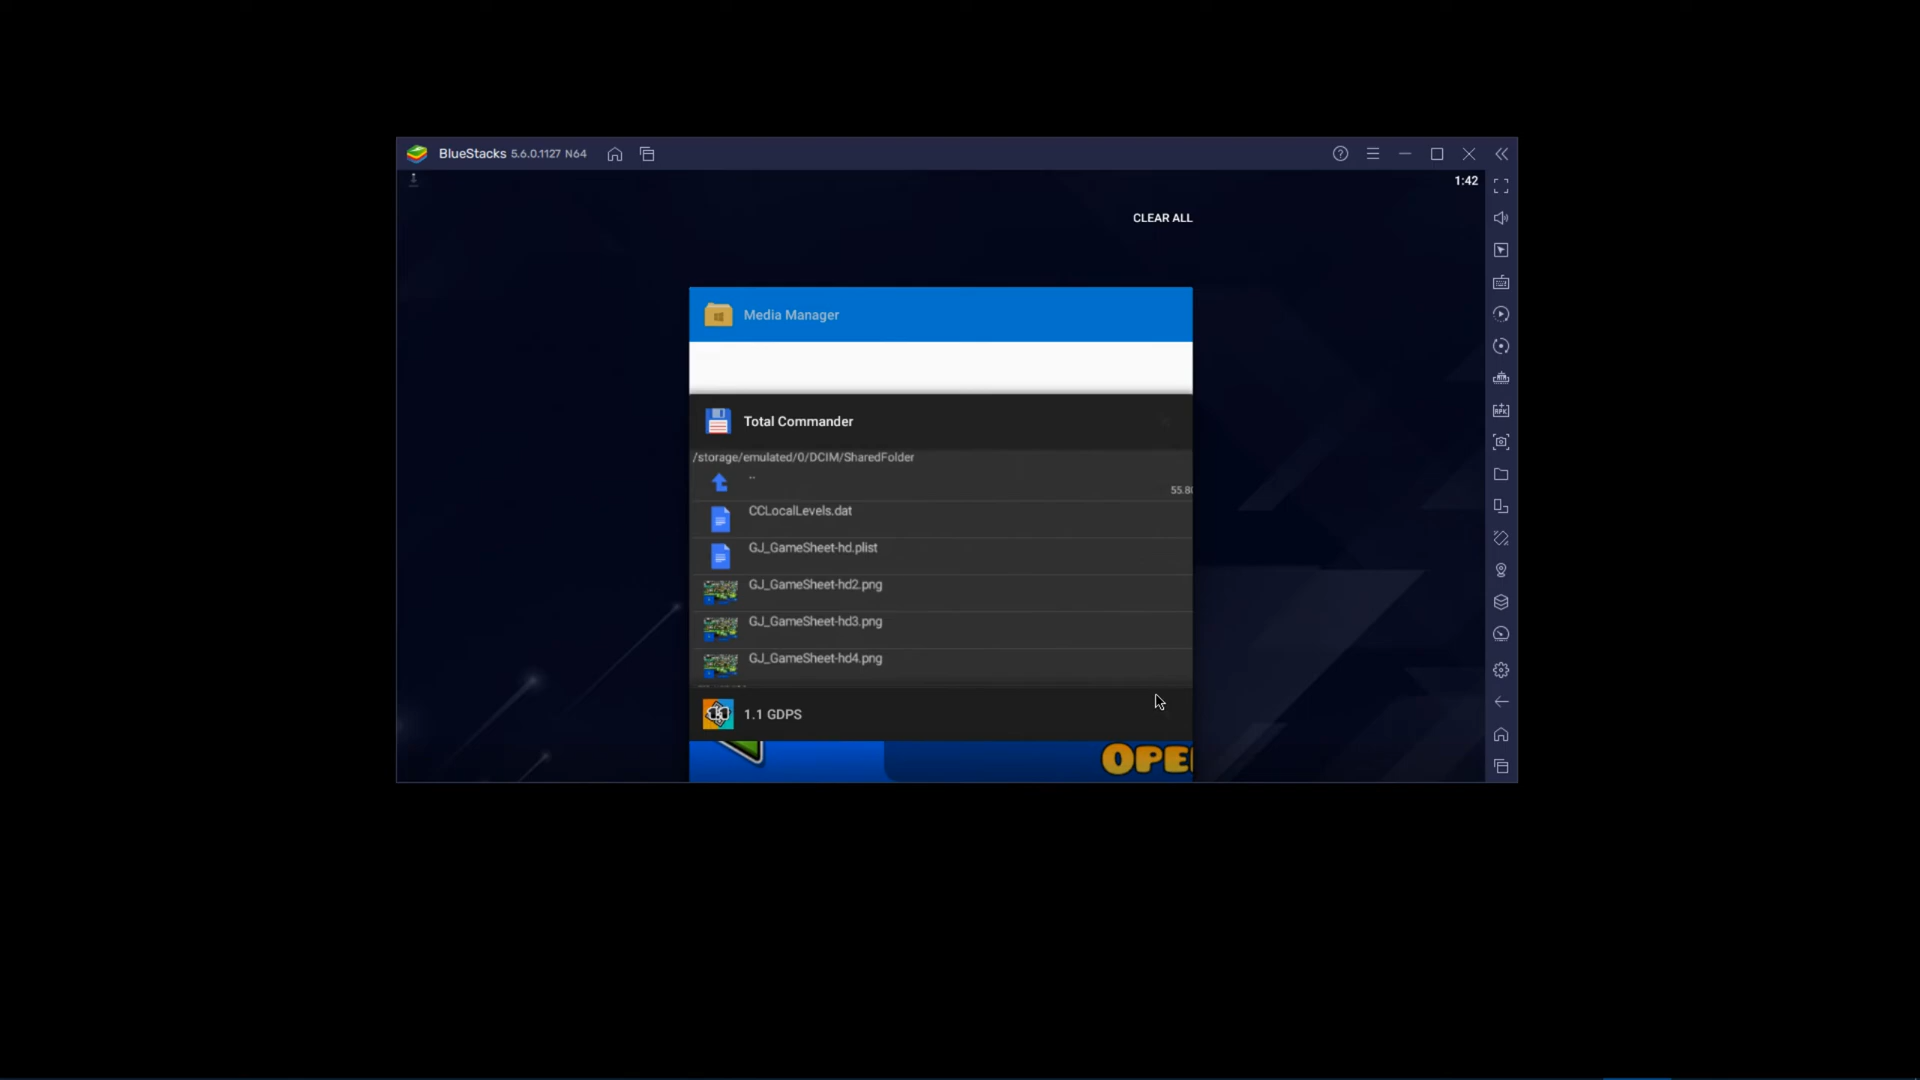 BlueStacks 5.6.0.1127 N64
1:42
CLEAR ALL
Media Manager
Total Commander
/storage/emulated/0/DCIM/SharedFolder
..
55.80
CCLocalLevels.dat
GJ_GameSheet-hd.plist
GJ_GameSheet-hd2.png
GJ_GameSheet-hd3.png
GJ_GameSheet-hd4.png
1.1 GDPS
OPE